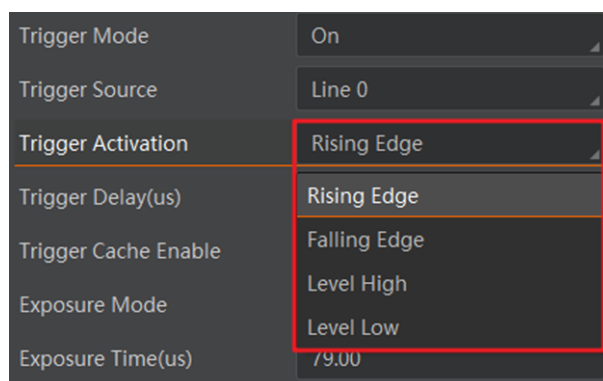 Trigger Mode On
Trigger Source Line 0
Trigger Activation Rising Edge
Trigger Delay(us) Rising Edge
Trigger Cache Enable Falling Edge
Level High
Exposure Mode
Level Low
Exposure Time(us) 79.00